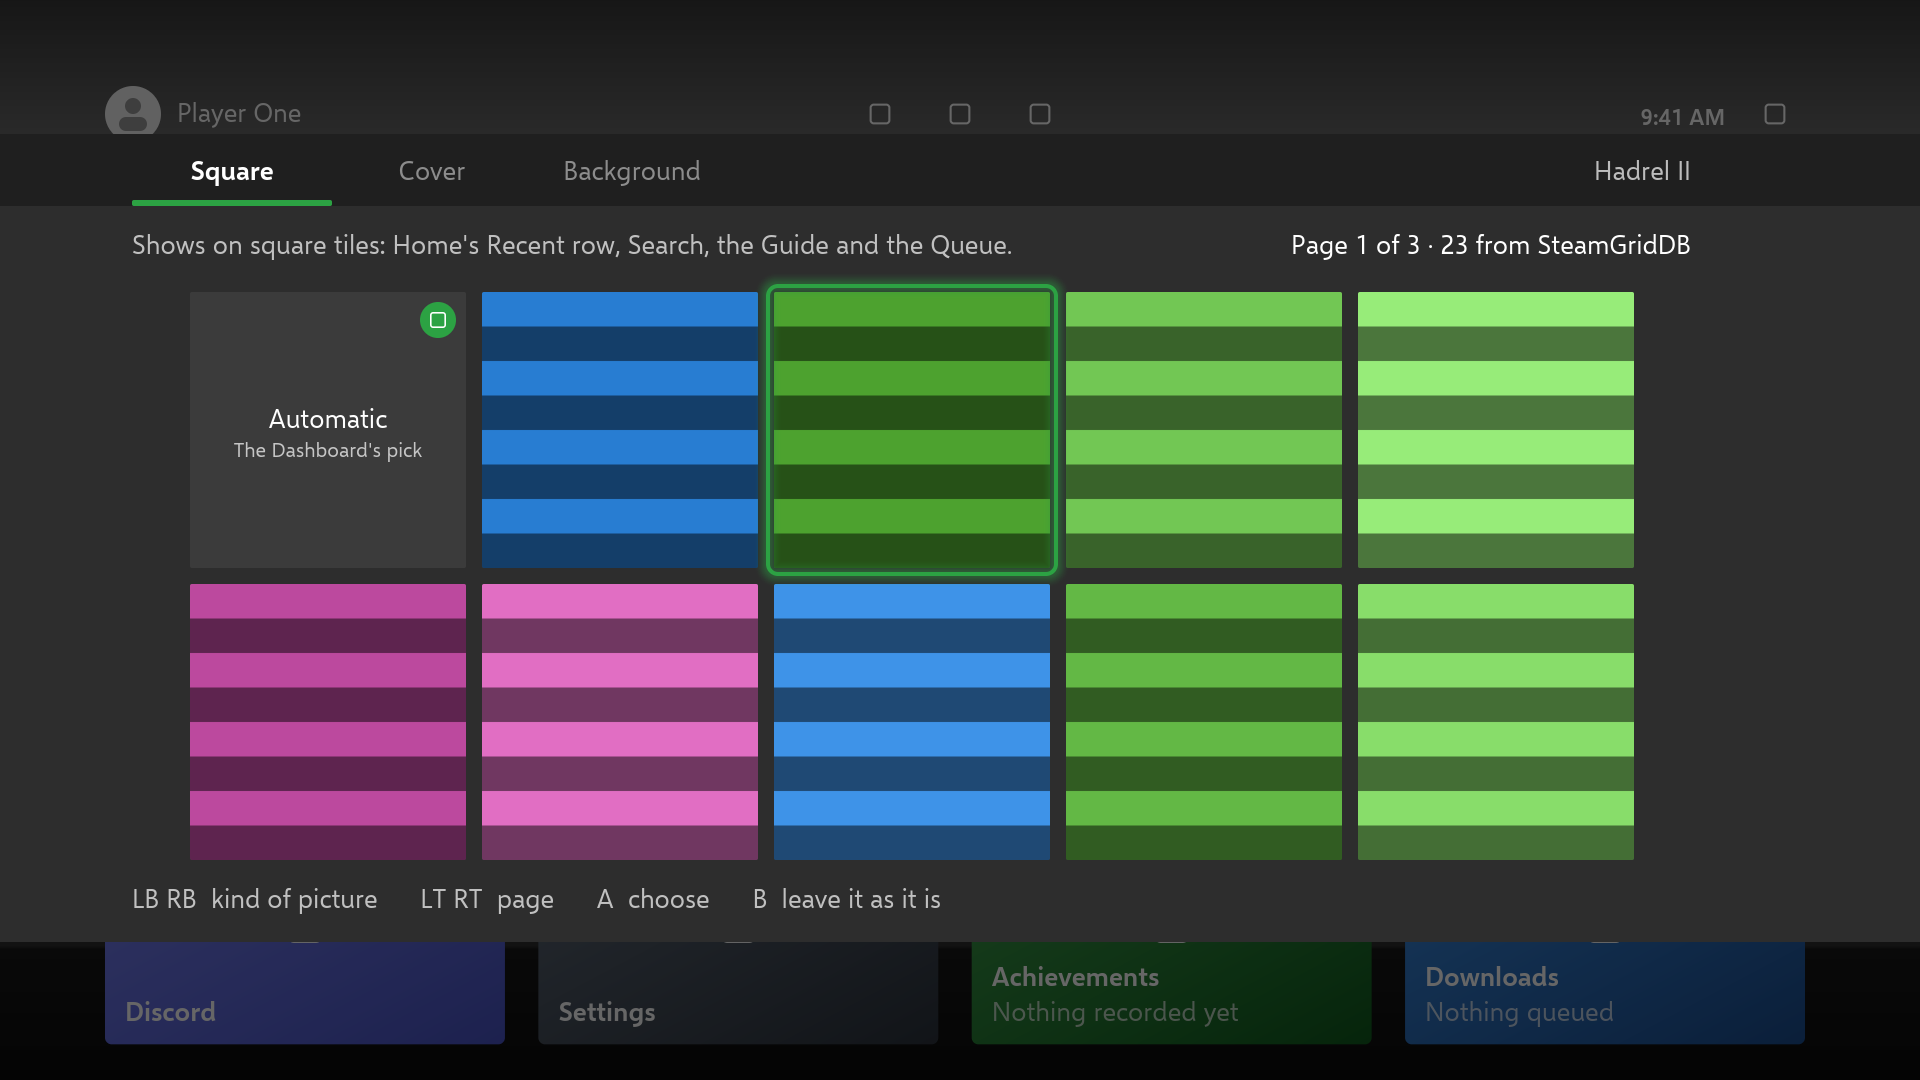 Player One
9:41 AM
Square
Cover
Background
Hadrel II
Shows on square tiles: Home's Recent row, Search, the Guide and the Queue.
Page 1 of 3 · 23 from SteamGridDB
Automatic
The Dashboard's pick
LB RB kind of picture
LT RT page
A choose
B leave it as it is
Discord
Settings
Achievements
Nothing recorded yet
Downloads
Nothing queued